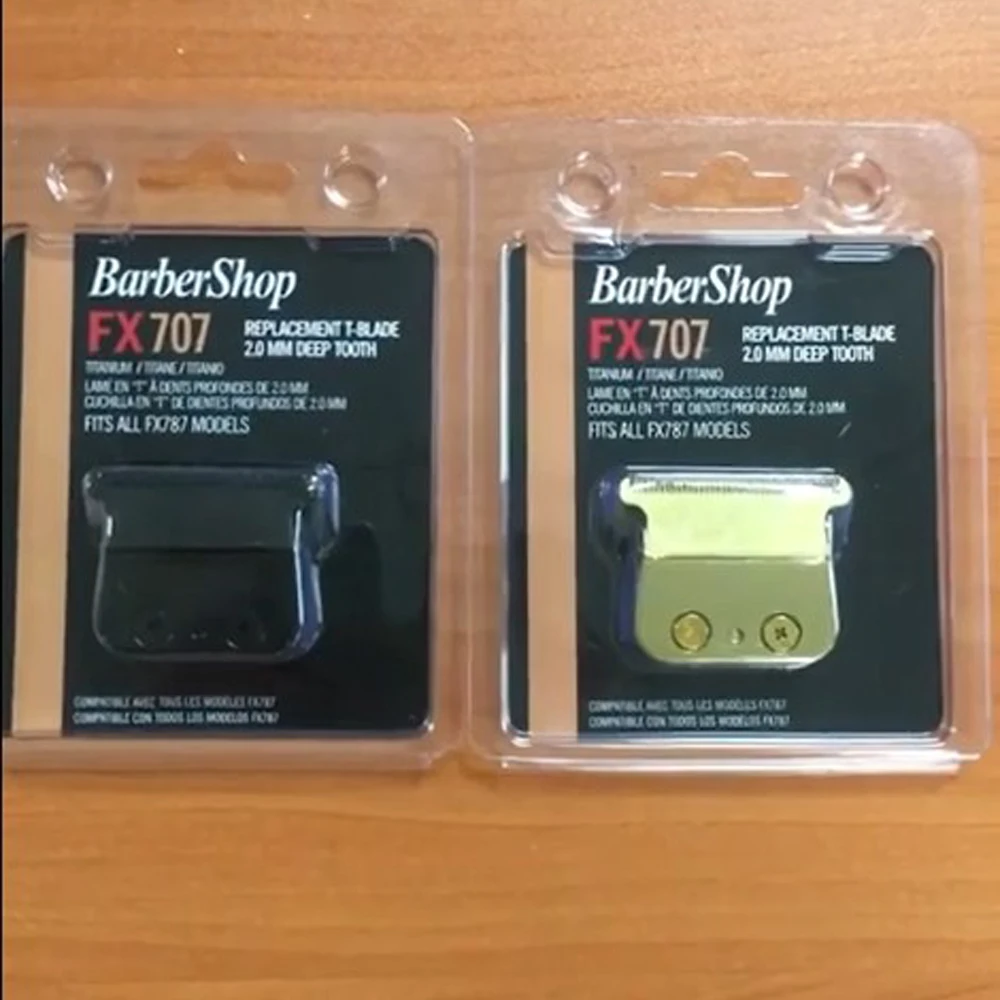 BarberShop
FX707
REPLACEMENT T-BLADE
2.0 MM DEEP TOOTH
TITANIUM / TITANE / TITANIO
LAME EN "T" À DENTS PROFONDES DE 2.0 MM
CUCHILLA EN "T" DE DIENTES PROFUNDOS DE 2.0 MM
FITS ALL FX787 MODELS
COMPATIBLE AVEC TOUS LES MODÈLES FX787
COMPATIBLE CON TODOS LOS MODELOS FX787
BarberShop
FX707
REPLACEMENT T-BLADE
2.0 MM DEEP TOOTH
TITANIUM / TITANE / TITANIO
LAME EN "T" À DENTS PROFONDES DE 2.0 MM
CUCHILLA EN "T" DE DIENTES PROFUNDOS DE 2.0 MM
FITS ALL FX787 MODELS
COMPATIBLE AVEC TOUS LES MODÈLES FX787
COMPATIBLE CON TODOS LOS MODELOS FX787